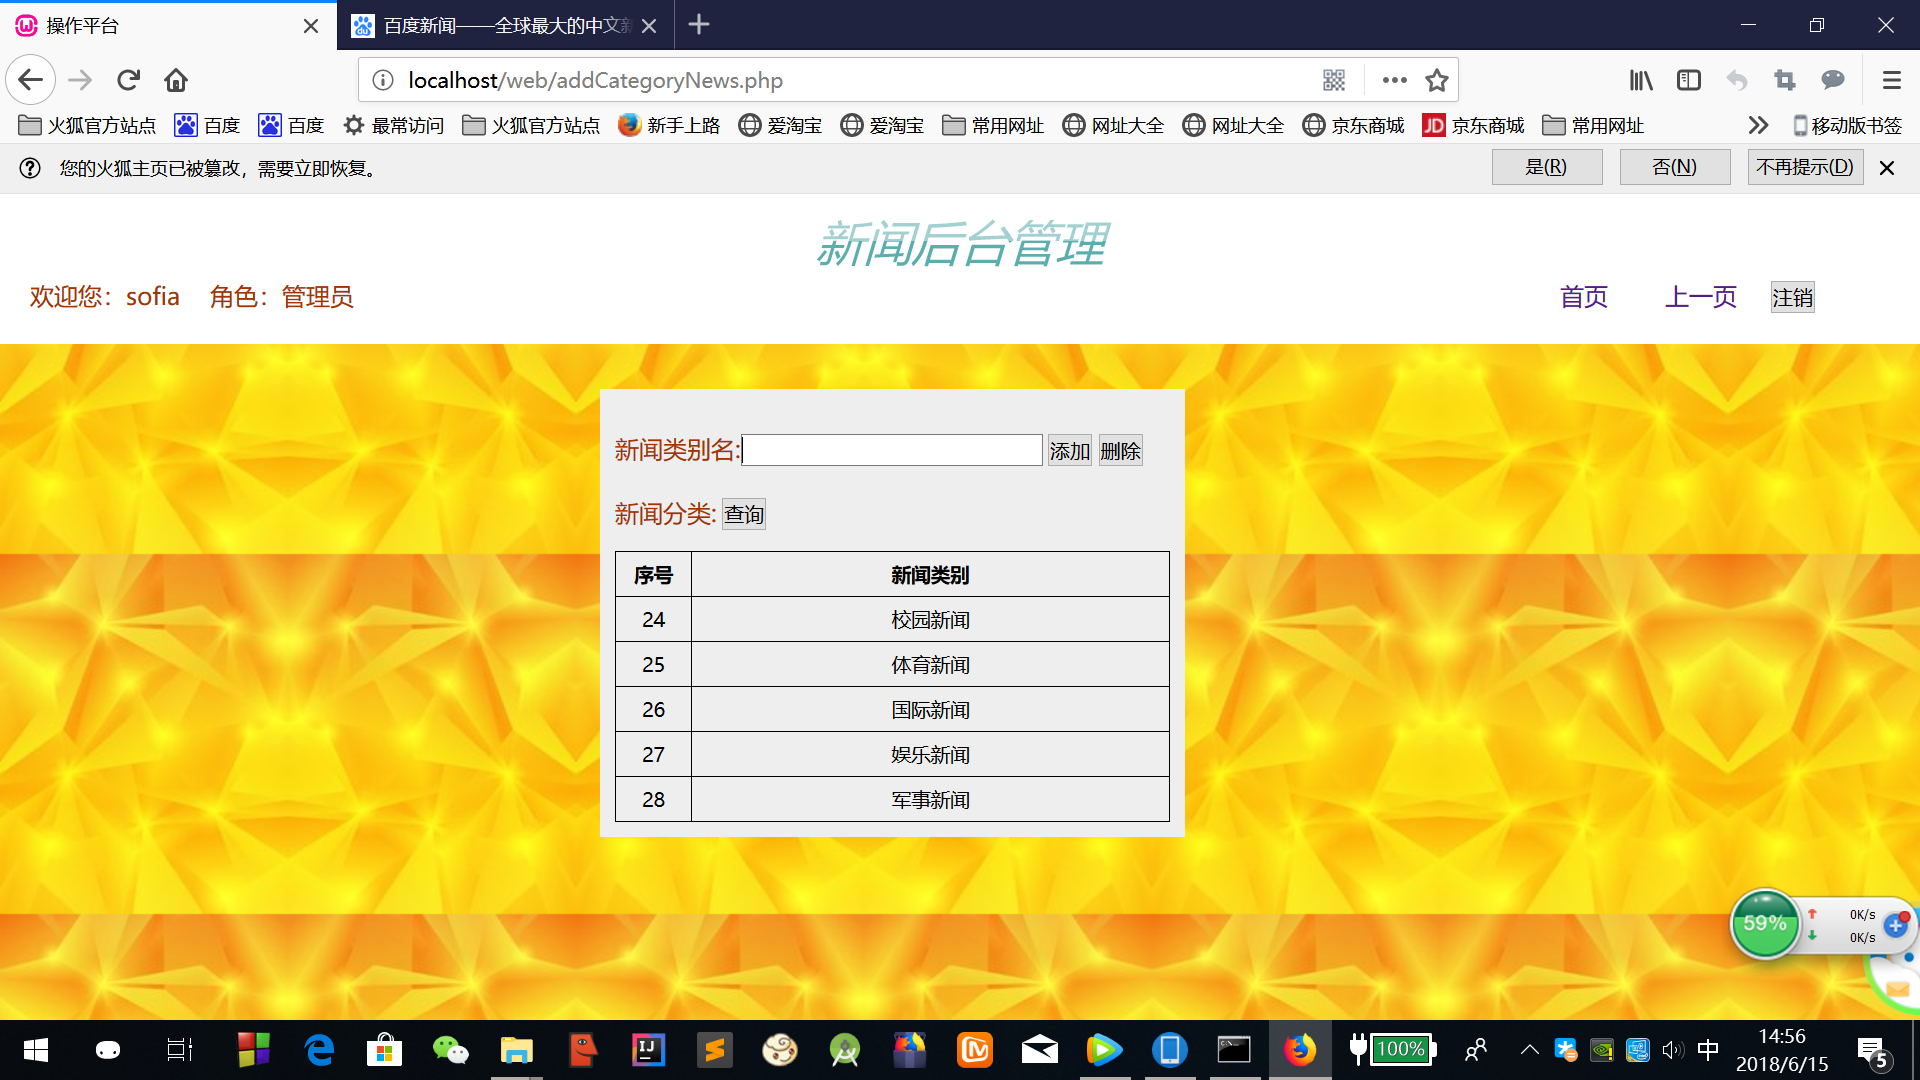 操作平台
百度新闻——全球最大的中文新
localhost/web/addCategoryNews.php
火狐官方站点 百度 百度 最常访问 火狐官方站点 新手上路 爱淘宝 爱淘宝 常用网址 网址大全 网址大全 京东商城 JD 京东商城 常用网址 移动版书签
您的火狐主页已被篡改，需要立即恢复。 是(R) 否(N) 不再提示(D)
新闻后台管理
欢迎您：sofia 角色：管理员 首页 上一页 注销
新闻类别名: 添加 删除
新闻分类: 查询
序号 新闻类别
24 校园新闻
25 体育新闻
26 国际新闻
27 娱乐新闻
28 军事新闻
59% 0K/s
0K/s
100% 中 14:56
2018/6/15 5